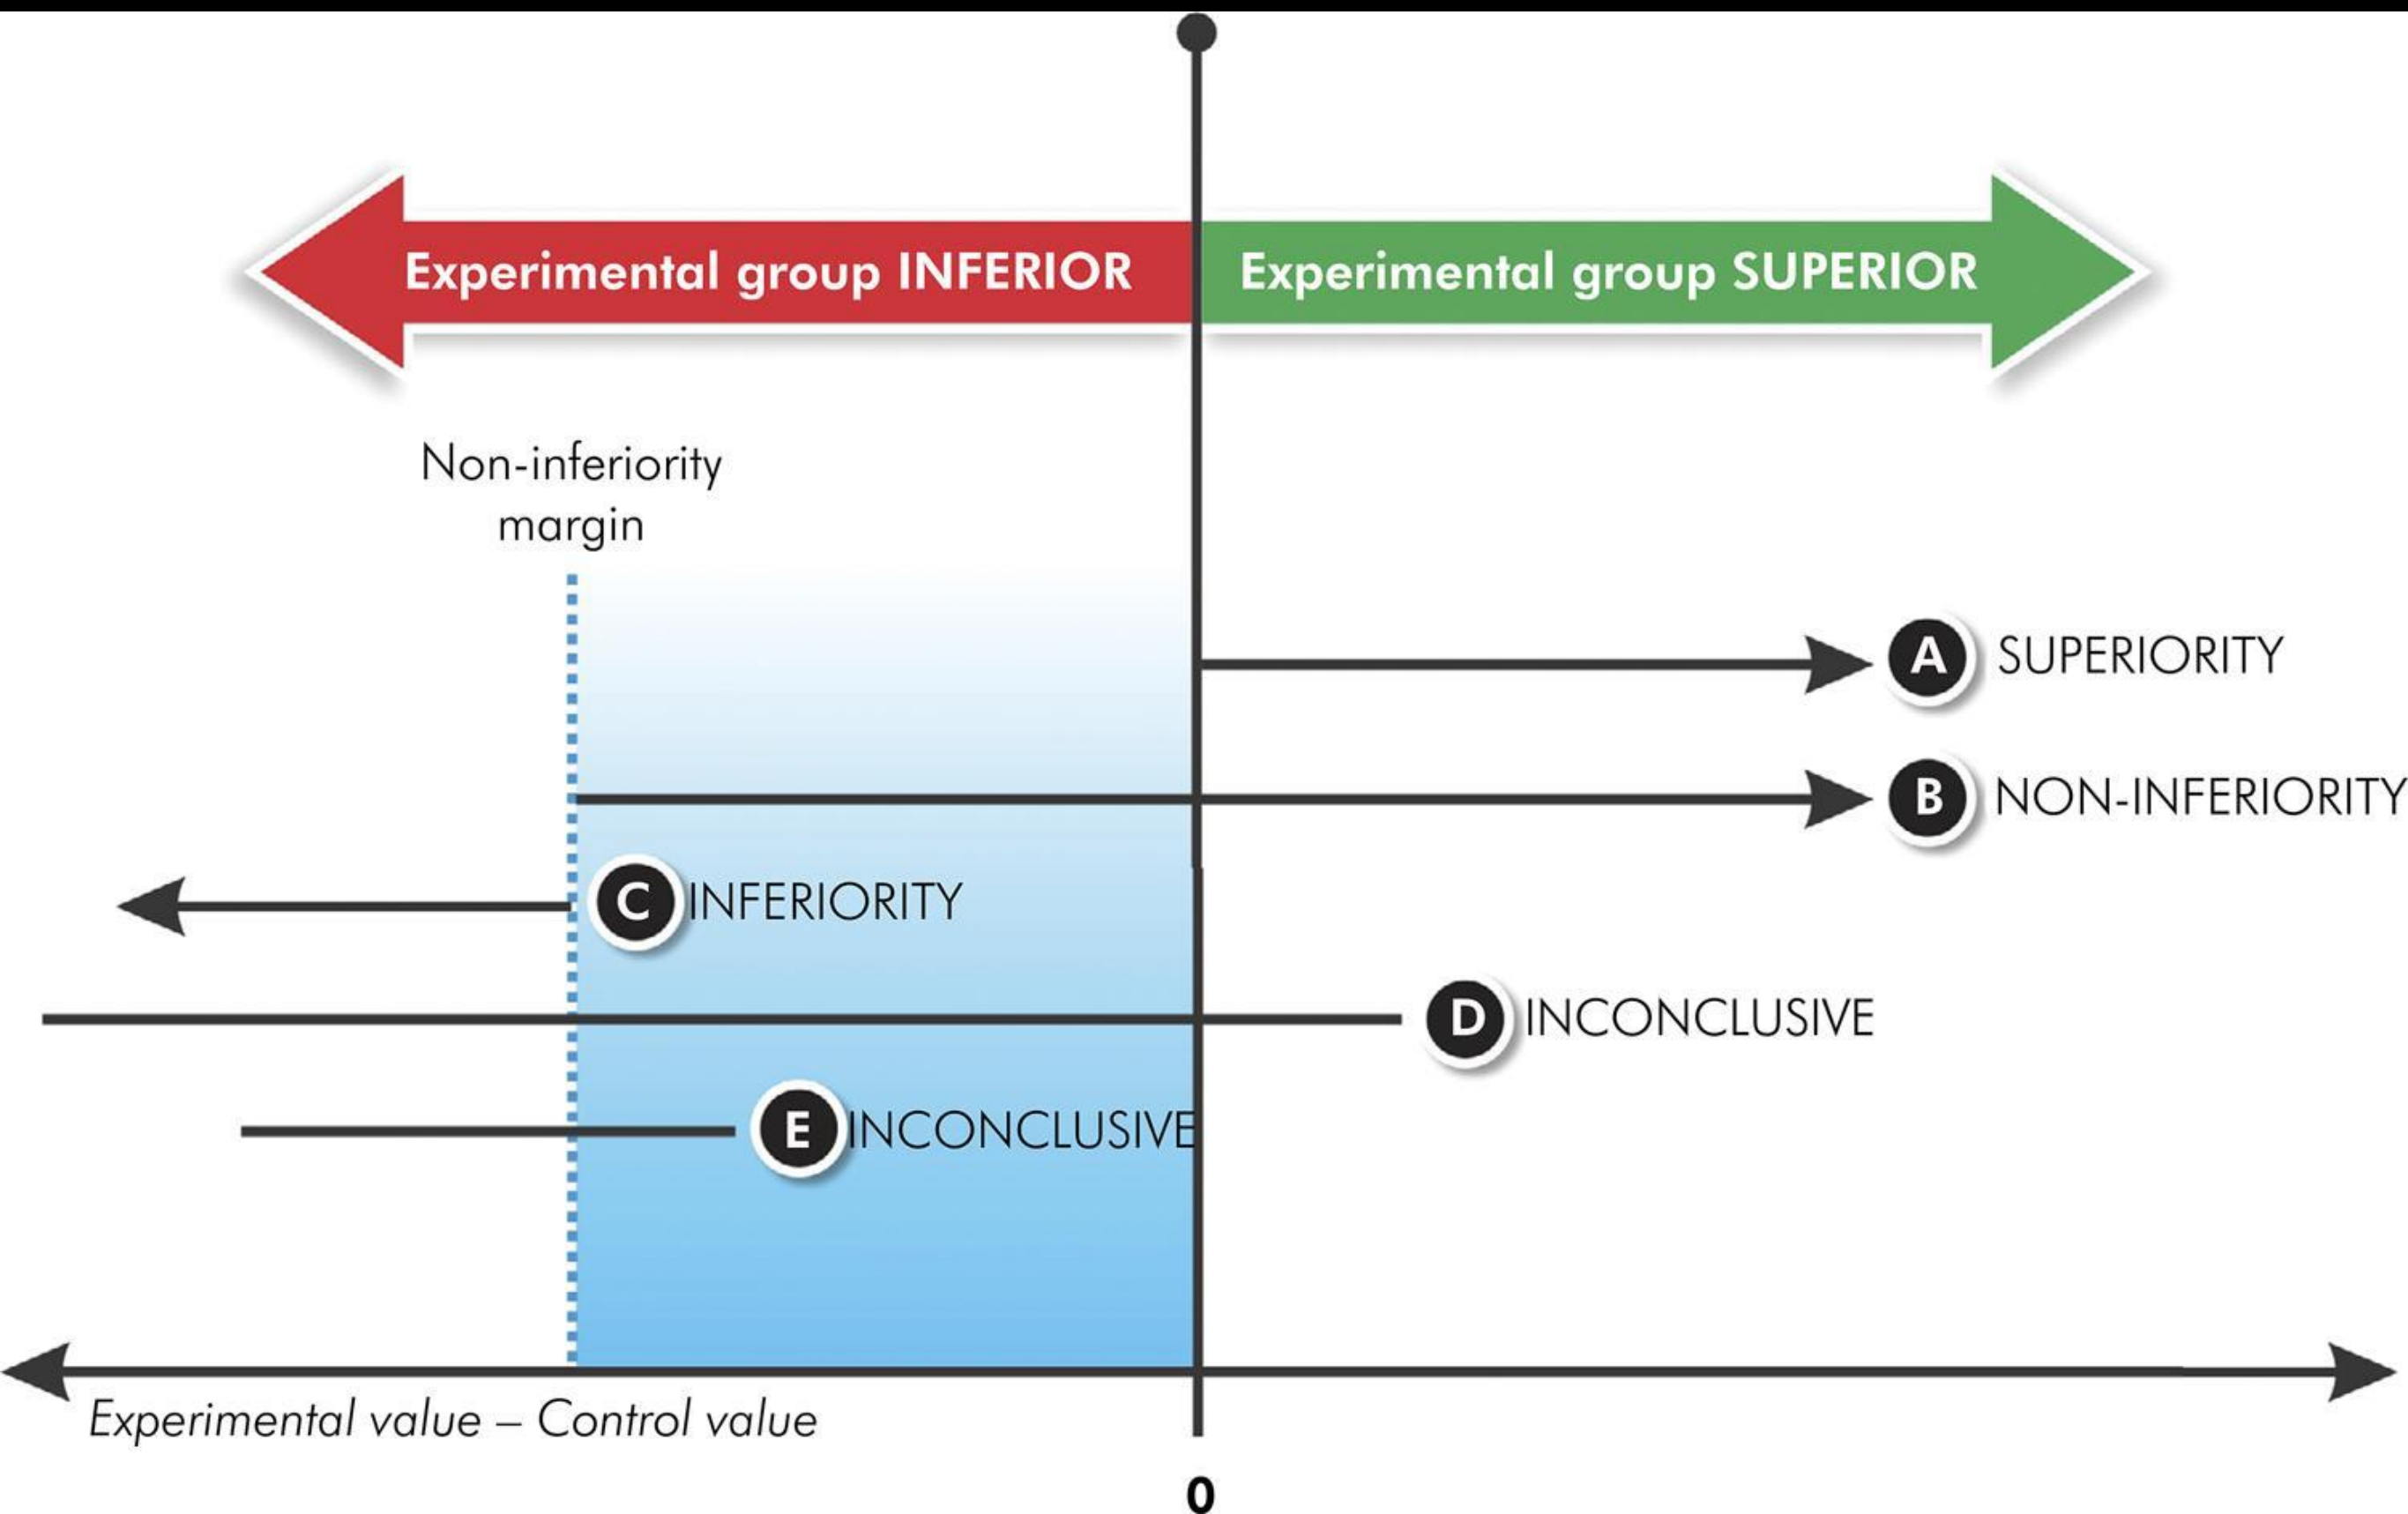 Experimental group INFERIOR
Experimental group SUPERIOR
Non-inferiority
margin
A SUPERIORITY
B NON-INFERIORITY
C INFERIORITY
D INCONCLUSIVE
E INCONCLUSIVE
Experimental value – Control value
0